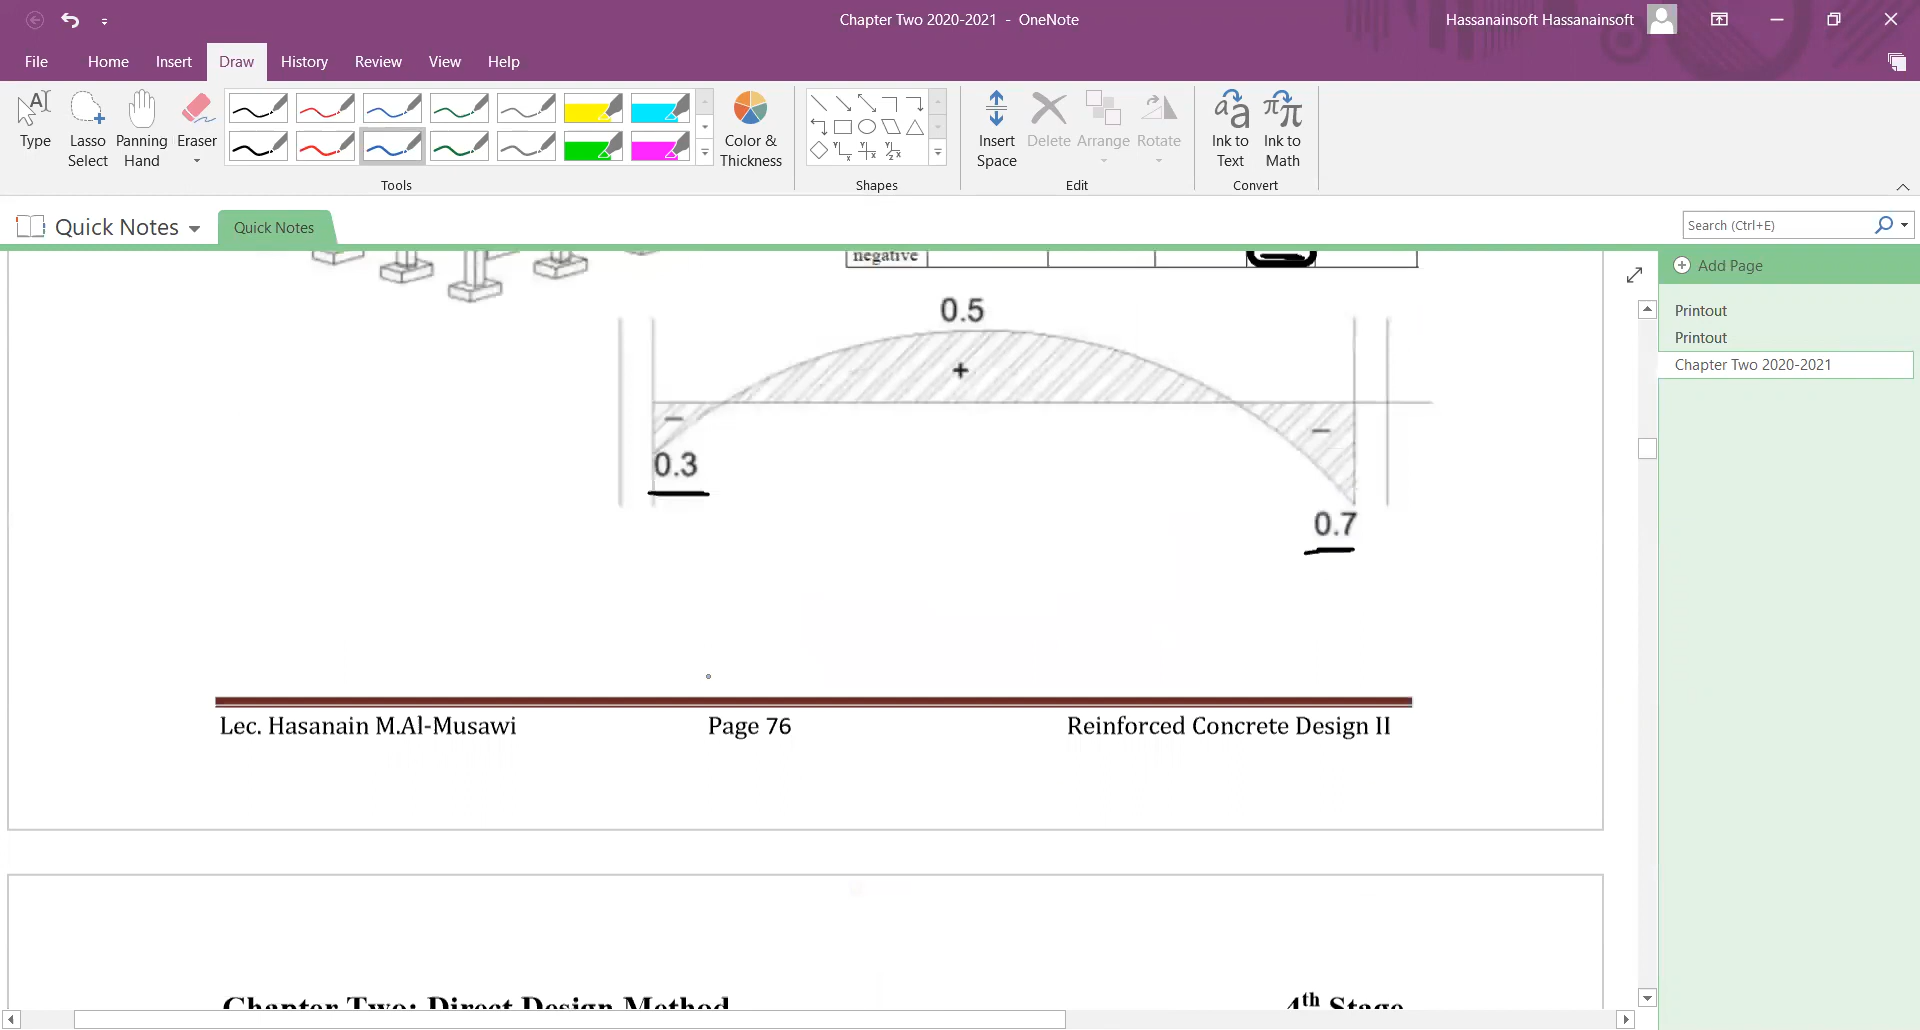 Chapter Two 2020-2021 - OneNote
Hassanainsoft Hassanainsoft
File Home Insert Draw History Review View Help
Type
Lasso Select
Panning Hand
Eraser
Color & Thickness
Insert Space
Delete
Arrange
Rotate
Ink to Text
Ink to Math
Tools
Shapes
Edit
Convert
Quick Notes
Quick Notes
Search (Ctrl+E)
Add Page
Printout
Printout
Chapter Two 2020-2021
negative
0.5
+
−
−
0.3
0.7
Lec. Hasanain M.Al-Musawi Page 76 Reinforced Concrete Design II
Chapter Two: Direct Design Method 4th Stage